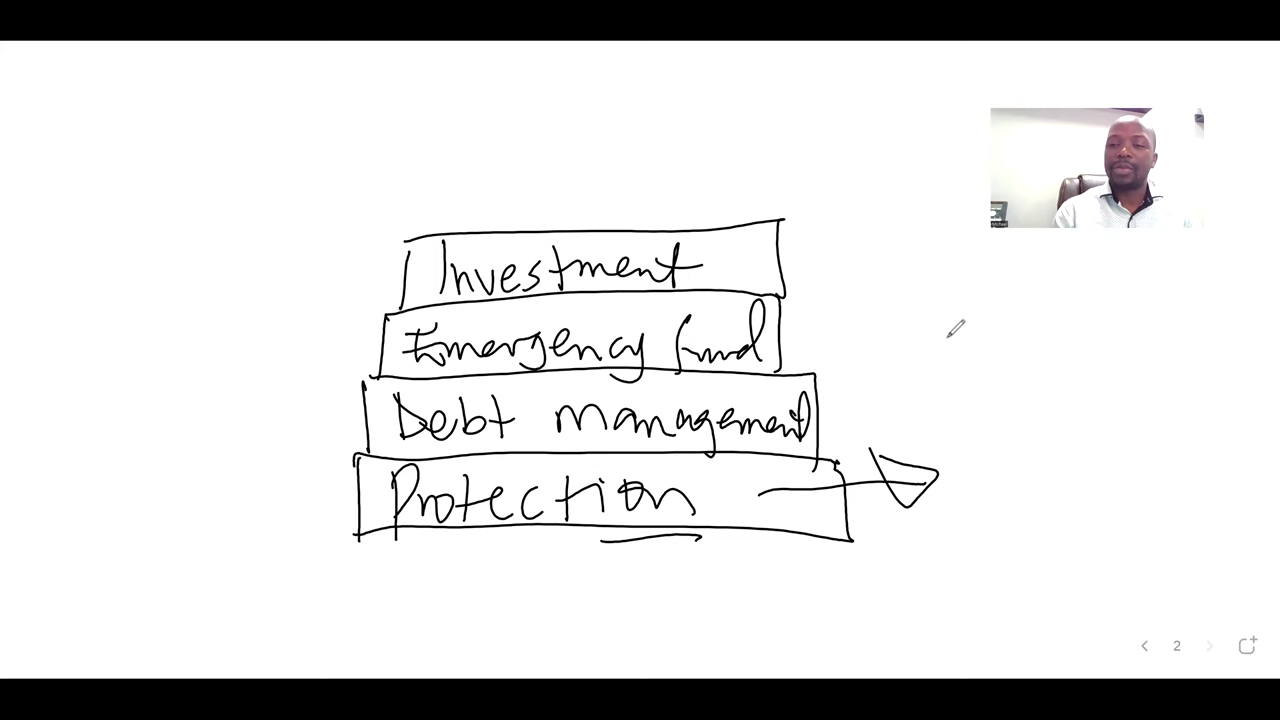 Investment
Emergency fund
Debt management
Protection
2